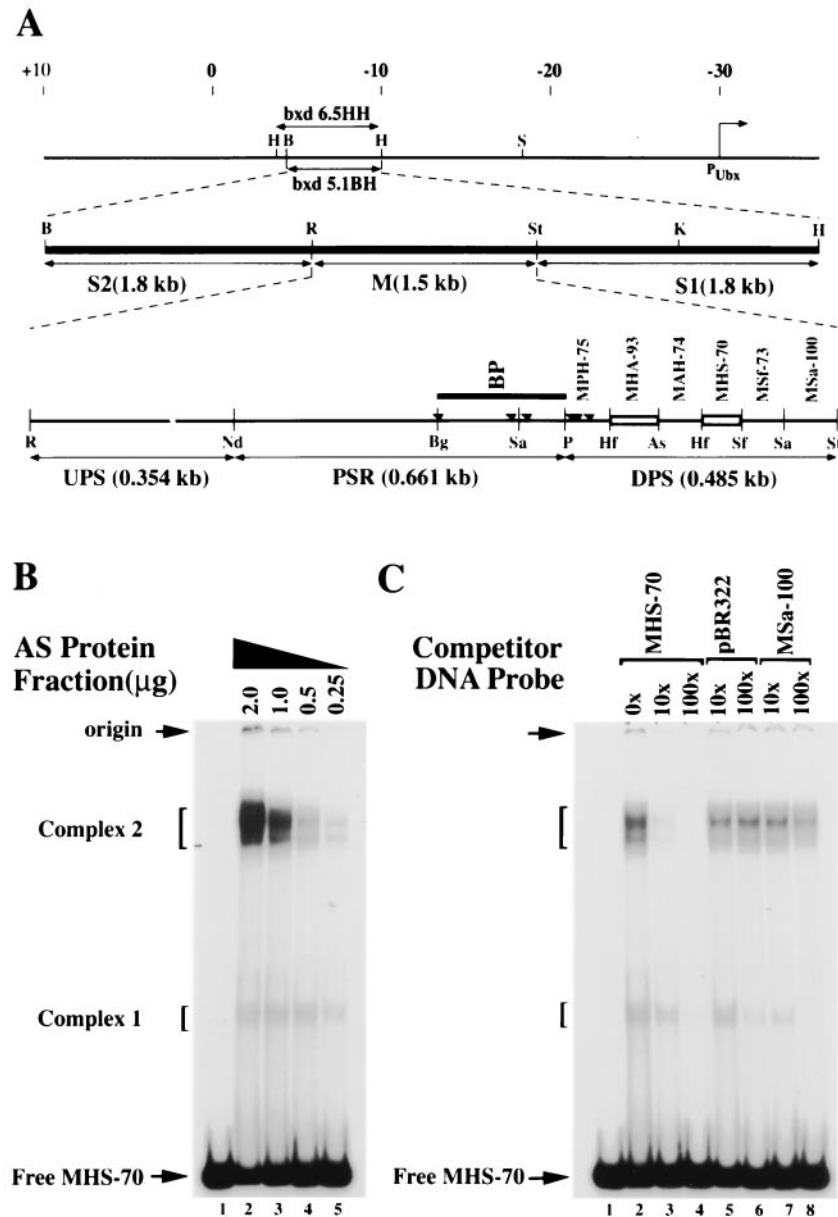 A
+10 0 -10 -20 -30
bxd 6.5HH
H B H S
bxd 5.1BH
PUbx
B R St K H
S2(1.8 kb) M(1.5 kb) S1(1.8 kb)
BP MPH-75 MHA-93 MAH-74 MHS-70 MSf-73 MSa-100
R Nd Bg Sa P Hf As Hf Sf Sa St
UPS (0.354 kb) PSR (0.661 kb) DPS (0.485 kb)
B
AS Protein
Fraction(μg)
2.0 1.0 0.5 0.25
origin
Complex 2
Complex 1
Free MHS-70
1 2 3 4 5
C
MHS-70 pBR322 MSa-100
Competitor
DNA Probe
0x 10x 100x 10x 100x 10x 100x
Free MHS-70
1 2 3 4 5 6 7 8